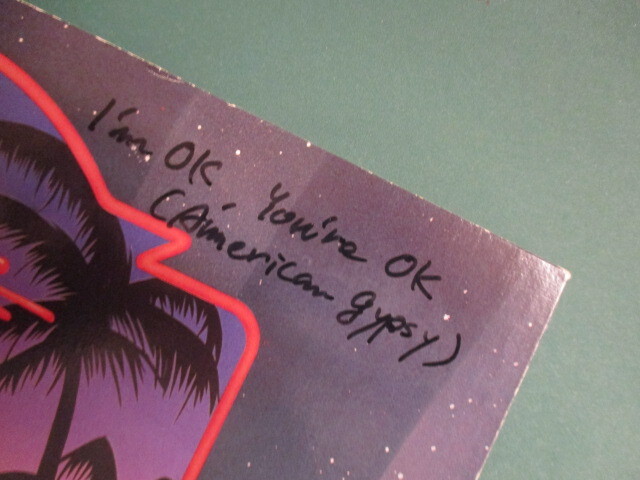 I'm OK, You're OK
(American gypsy)